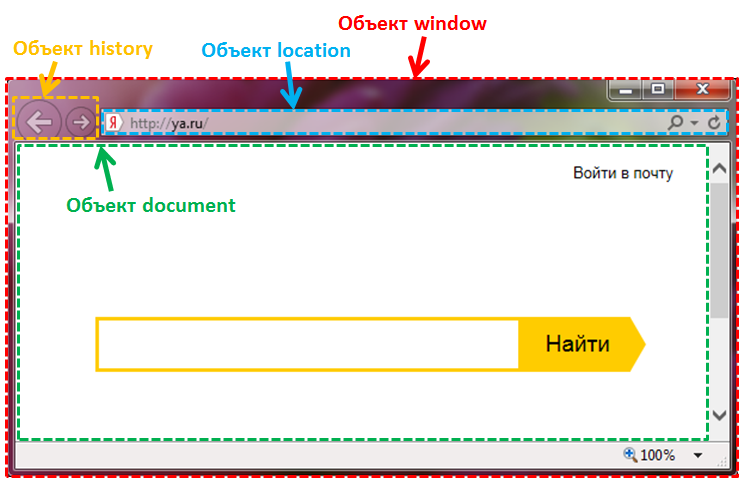 Объект window
Объект history
Объект location
Я http://ya.ru/
Войти в почту
Объект document
Найти
100%